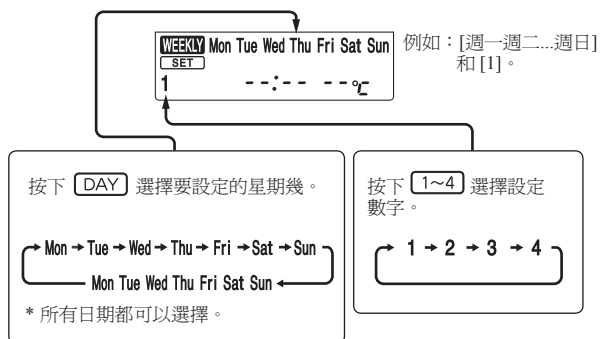 WEEKLY Mon Tue Wed Thu Fri Sat Sun
SET
1 --:-- --°C
例如：[週一週二...週日]
和 [1]。
按下 DAY 選擇要設定的星期幾。
Mon → Tue → Wed → Thu → Fri → Sat → Sun
Mon Tue Wed Thu Fri Sat Sun
* 所有日期都可以選擇。
按下 1~4 選擇設定
數字。
1 → 2 → 3 → 4